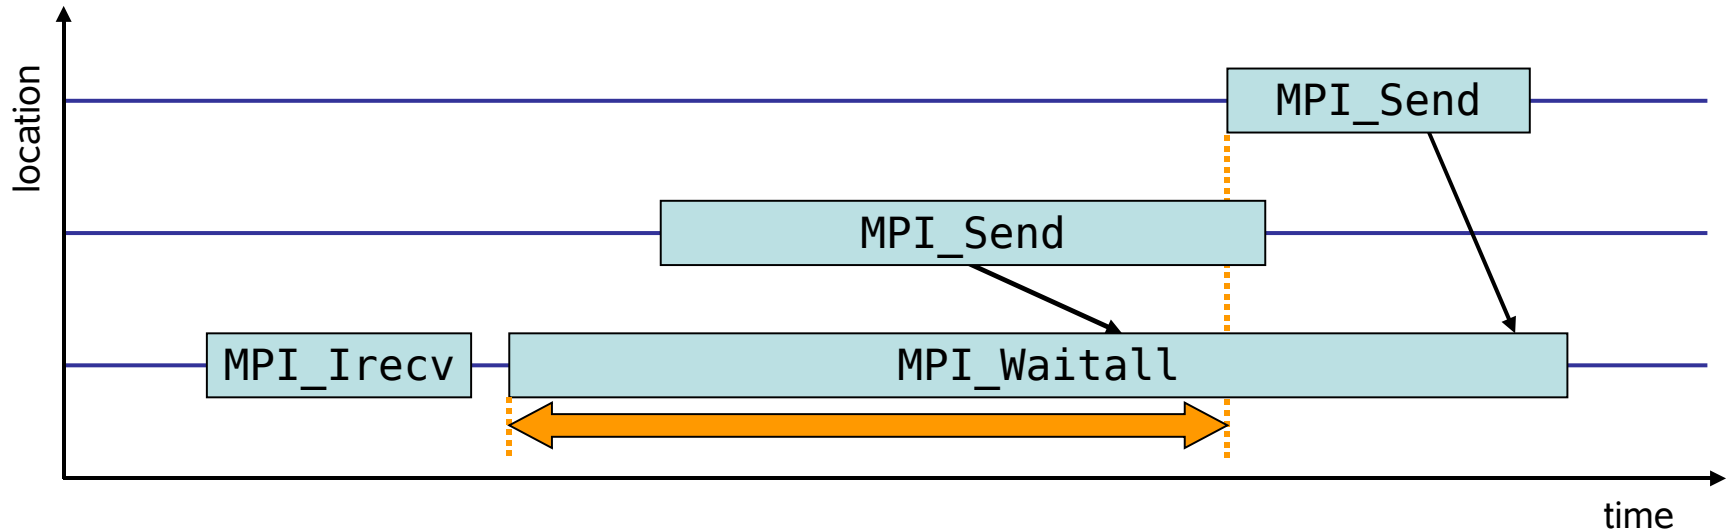 location
MPI_Send
MPI_Send
MPI_Irecv
MPI_Waitall
time